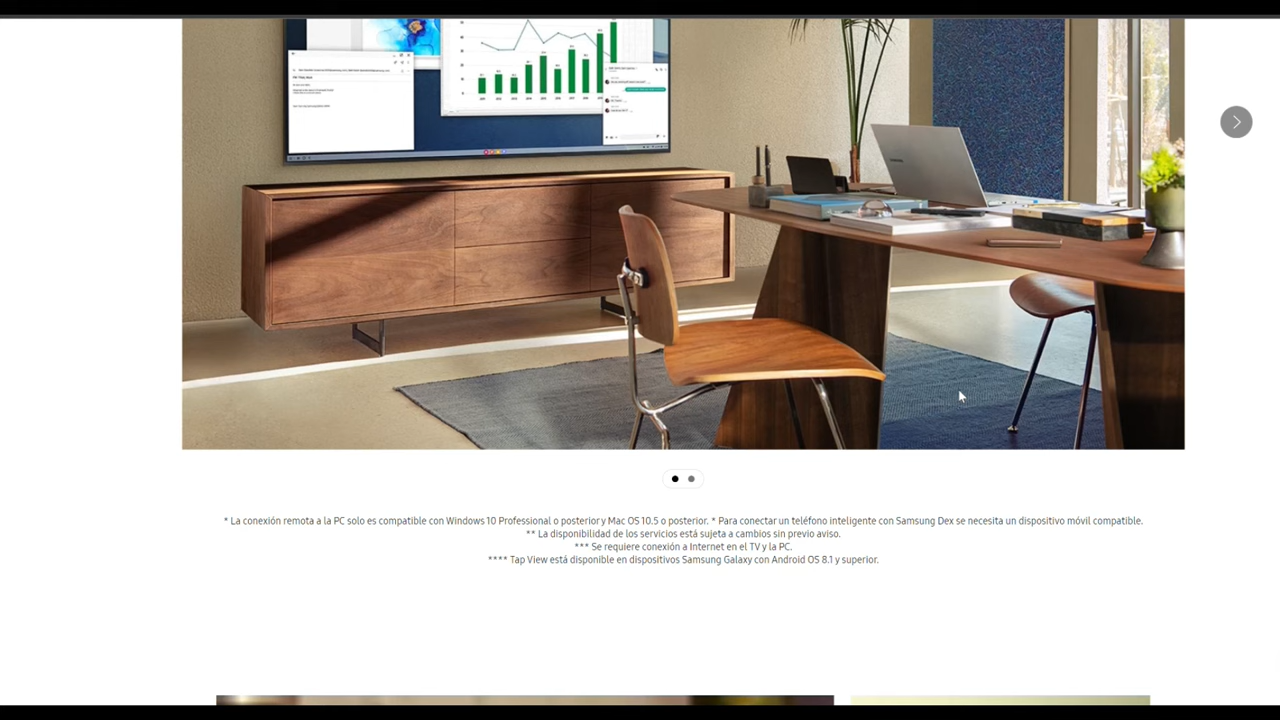 * La conexión remota a la PC solo es compatible con Windows 10 Professional o posterior y Mac OS 10.5 o posterior. * Para conectar un teléfono inteligente con Samsung Dex se necesita un dispositivo móvil compatible.
** La disponibilidad de los servicios está sujeta a cambios sin previo aviso.
*** Se requiere conexión a Internet en el TV y la PC.
**** Tap View está disponible en dispositivos Samsung Galaxy con Android OS 8.1 y superior.